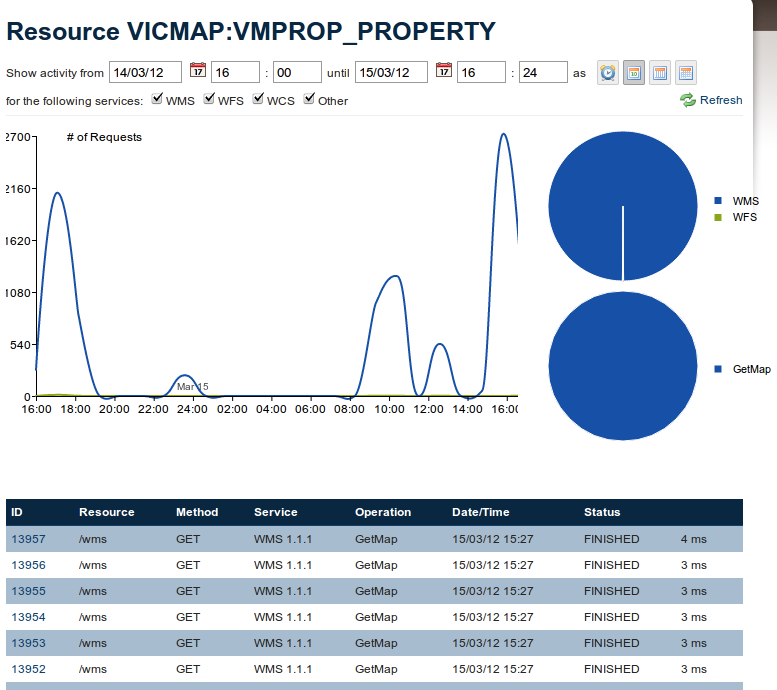 Resource VICMAP:VMPROP_PROPERTY
Show activity from 14/03/12 17 16 : 00 until 15/03/12 17 16 : 24 as
for the following services: WMS WFS WCS Other Refresh
# of Requests
2700
2160
1620
1080
540
0
Mar 15
16:00 18:00 20:00 22:00 24:00 02:00 04:00 06:00 08:00 10:00 12:00 14:00 16:00
WMS
WFS
GetMap
ID Resource Method Service Operation Date/Time Status
13957 /wms GET WMS 1.1.1 GetMap 15/03/12 15:27 FINISHED 4 ms
13956 /wms GET WMS 1.1.1 GetMap 15/03/12 15:27 FINISHED 3 ms
13955 /wms GET WMS 1.1.1 GetMap 15/03/12 15:27 FINISHED 3 ms
13954 /wms GET WMS 1.1.1 GetMap 15/03/12 15:27 FINISHED 3 ms
13953 /wms GET WMS 1.1.1 GetMap 15/03/12 15:27 FINISHED 3 ms
13952 /wms GET WMS 1.1.1 GetMap 15/03/12 15:27 FINISHED 3 ms